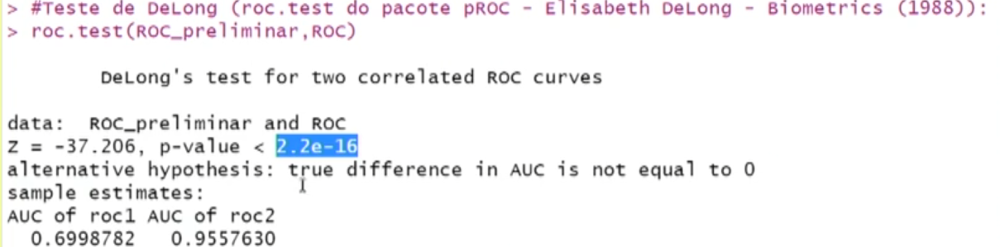 > #Teste de DeLong (roc.test do pacote pROC - Elisabeth DeLong - Biometrics (1988)):
> roc.test(ROC_preliminar,ROC)
DeLong's test for two correlated ROC curves
data:  ROC_preliminar and ROC
Z = -37.206, p-value < 2.2e-16
alternative hypothesis: true difference in AUC is not equal to 0
sample estimates:
AUC of roc1 AUC of roc2
0.6998782   0.9557630